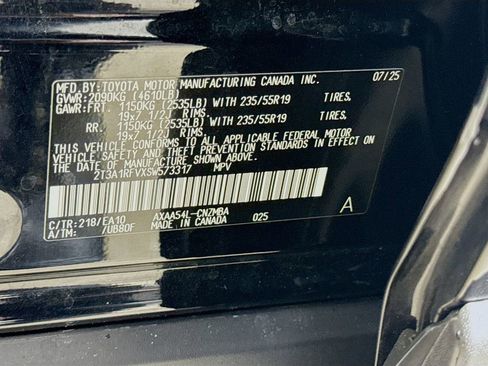 MFD.BY:TOYOTA MOTOR MANUFACTURING CANADA INC. 07/25
GVWR:2090KG (4610LB)
GAWR:FRT. 1150KG (2535LB) WITH 235/55R19 TIRES,
19x7 1/2J RIMS.
RR. 1150KG (2535LB) WITH 235/55R19 TIRES,
19x7 1/2J RIMS.
THIS VEHICLE CONFORMS TO ALL APPLICABLE FEDERAL MOTOR
VEHICLE SAFETY AND THEFT PREVENTION STANDARDS IN EFFECT ON
THE DATE OF MANUFACTURE SHOWN ABOVE.
2T3A1RFVXSW573317 MPV
C/TR:218/EA10 AXAA54L-CNZMBA 025 A
A/TM: /UB80F MADE IN CANADA